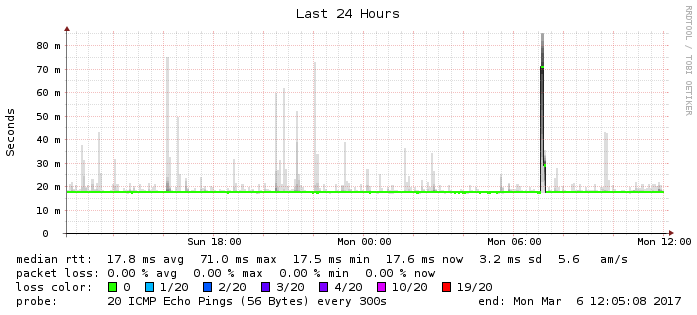 Last 24 Hours
RRDTOOL / TOBI OETIKER
Seconds
80 m
70 m
60 m
50 m
40 m
30 m
20 m
10 m
0
Sun 18:00 Mon 00:00 Mon 06:00 Mon 12:00
median rtt: 17.8 ms avg 71.0 ms max 17.5 ms min 17.6 ms now 3.2 ms sd 5.6 am/s
packet loss: 0.00 % avg 0.00 % max 0.00 % min 0.00 % now
loss color: 0 1/20 2/20 3/20 4/20 10/20 19/20
probe: 20 ICMP Echo Pings (56 Bytes) every 300s end: Mon Mar 6 12:05:08 2017